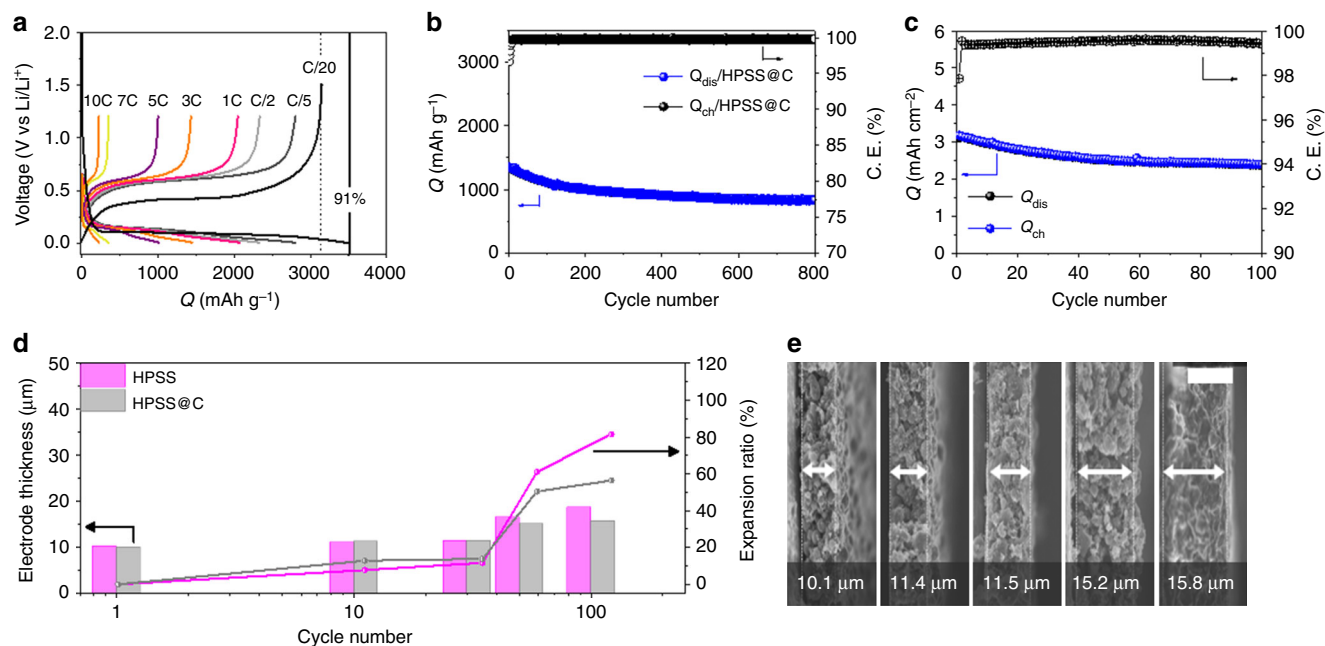 a
2.0
1.5
1.0
0.5
0.0
Voltage (V vs Li/Li⁺)
10C 7C 5C 3C 1C C/2 C/5
C/20
91%
0 1000 2000 3000 4000
Q (mAh g⁻¹)
b
3000
2000
1000
0
Q (mAh g⁻¹)
Q_dis/HPSS@C
Q_ch/HPSS@C
100
95
90
85
80
75
70
C.E. (%)
0 200 400 600 800
Cycle number
c
6
5
4
3
2
1
0
Q (mAh cm⁻²)
Q_dis
Q_ch
100
98
96
95
94
92
90
C.E. (%)
0 20 40 60 80 100
Cycle number
d
50
40
30
20
10
0
Electrode thickness (μm)
HPSS
HPSS@C
120
100
80
60
40
20
0
Expansion ratio (%)
1 10 100
Cycle number
e
10.1 μm 11.4 μm 11.5 μm 15.2 μm 15.8 μm